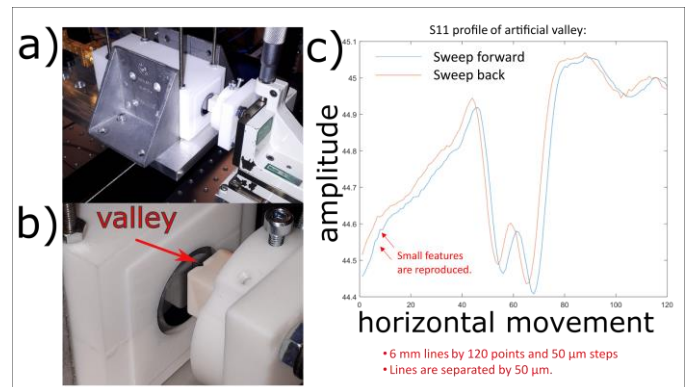 a)
b)
valley
c)
S11 profile of artificial valley:
Sweep forward
Sweep back
amplitude
45.1
45
44.9
44.8
44.7
44.6
44.5
44.4
Small features
are reproduced.
0
20
40
60
80
100
120
horizontal movement
• 6 mm lines by 120 points and 50 µm steps
• Lines are separated by 50 µm.